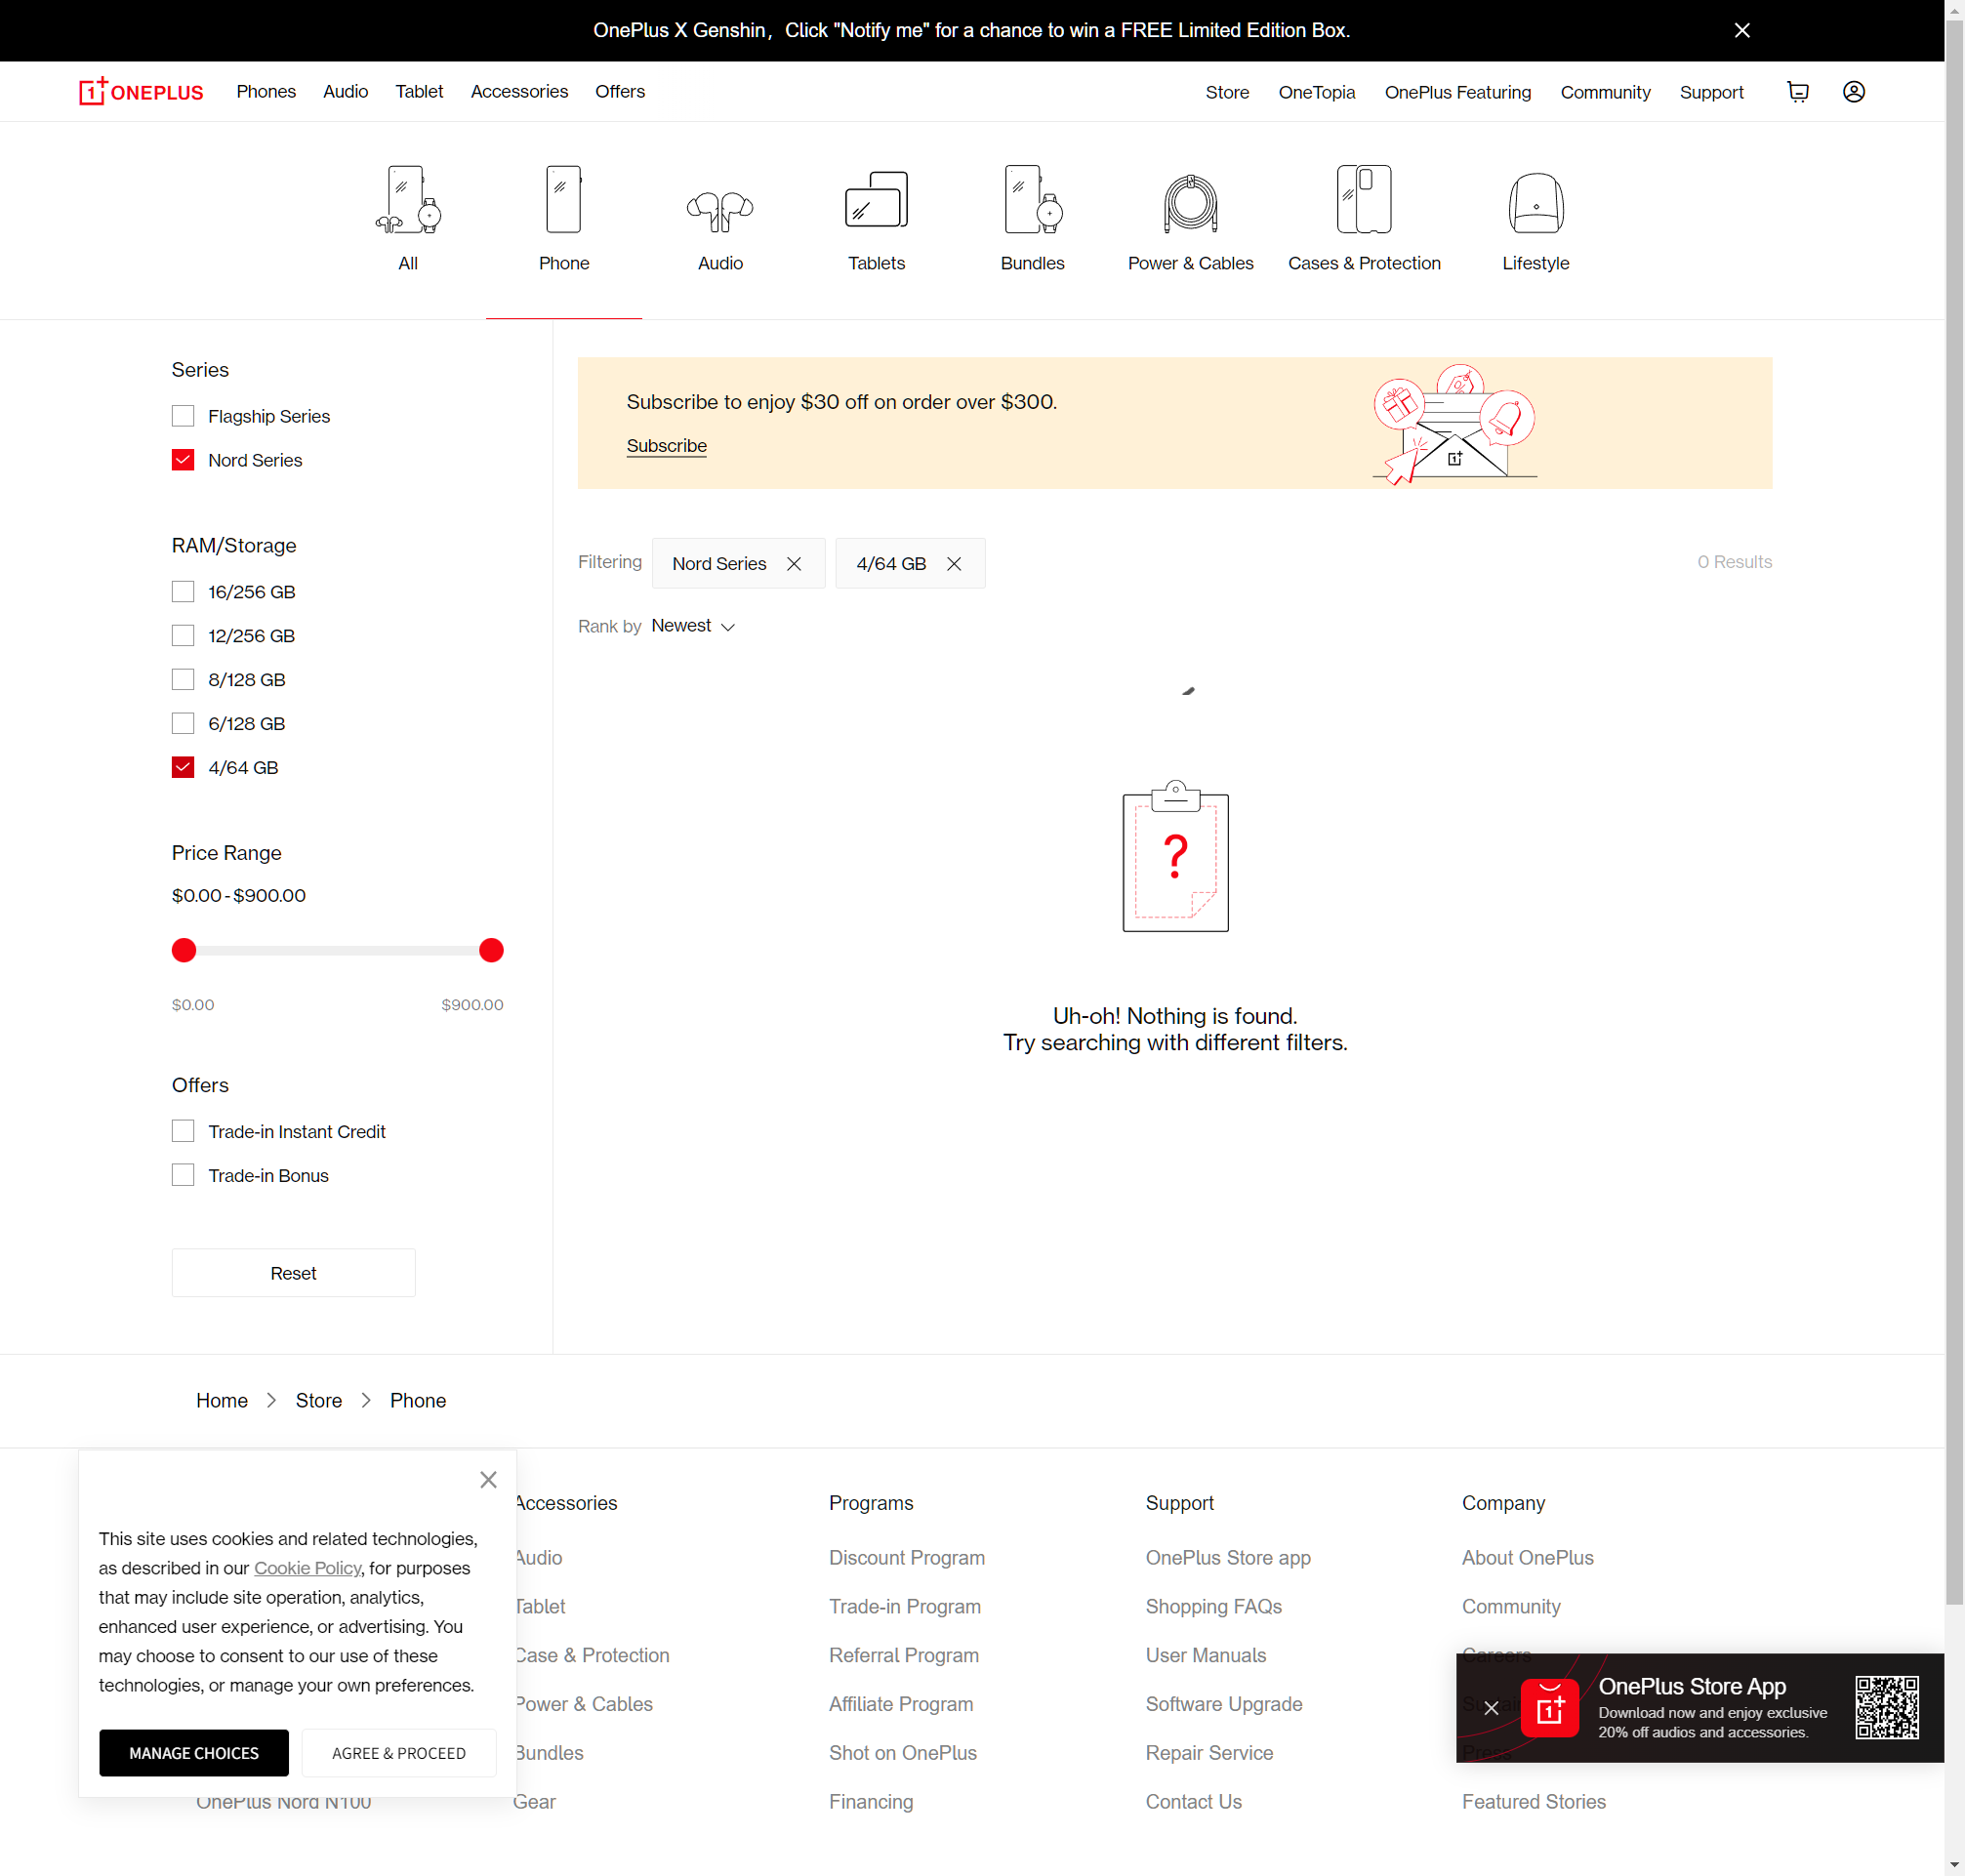 OnePlus X Genshin，Click "Notify me" for a chance to win a FREE Limited Edition Box.
ONEPLUS
Phones Audio Tablet Accessories Offers
Store OneTopia OnePlus Featuring Community Support
All Phone Audio Tablets Bundles Power & Cables Cases & Protection Lifestyle
Series
Flagship Series
Nord Series
RAM/Storage
16/256 GB
12/256 GB
8/128 GB
6/128 GB
4/64 GB
Price Range
$0.00 - $900.00
$0.00 $900.00
Offers
Trade-in Instant Credit
Trade-in Bonus
Reset
Subscribe to enjoy $30 off on order over $300.
Subscribe
Filtering Nord Series 4/64 GB 0 Results
Rank by Newest
?
Uh-oh! Nothing is found.
Try searching with different filters.
Home Store Phone
This site uses cookies and related technologies,
as described in our Cookie Policy, for purposes
that may include site operation, analytics,
enhanced user experience, or advertising. You
may choose to consent to our use of these
technologies, or manage your own preferences.
MANAGE CHOICES AGREE & PROCEED
OnePlus Nord N100
Accessories
Audio
Tablet
Case & Protection
Power & Cables
Bundles
Gear
Programs
Discount Program
Trade-in Program
Referral Program
Affiliate Program
Shot on OnePlus
Financing
Support
OnePlus Store app
Shopping FAQs
User Manuals
Software Upgrade
Repair Service
Contact Us
Company
About OnePlus
Community
Careers
Press
Featured Stories
OnePlus Store App
Download now and enjoy exclusive
20% off audios and accessories.